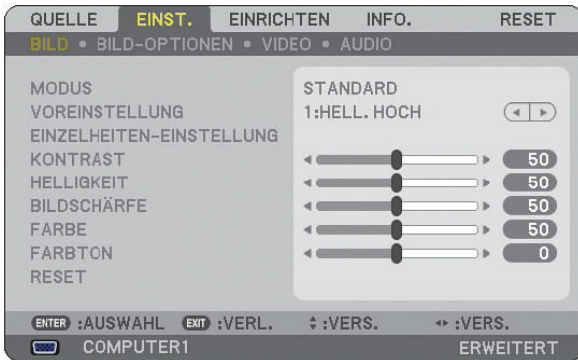 QUELLE EINST. EINRICHTEN INFO. RESET
BILD • BILD-OPTIONEN • VIDEO • AUDIO
MODUS STANDARD
VOREINSTELLUNG 1:HELL. HOCH
EINZELHEITEN-EINSTELLUNG
KONTRAST 50
HELLIGKEIT 50
BILDSCHÄRFE 50
FARBE 50
FARBTON 0
RESET
ENTER :AUSWAHL EXIT :VERL. :VERS. :VERS.
COMPUTER1 ERWEITERT